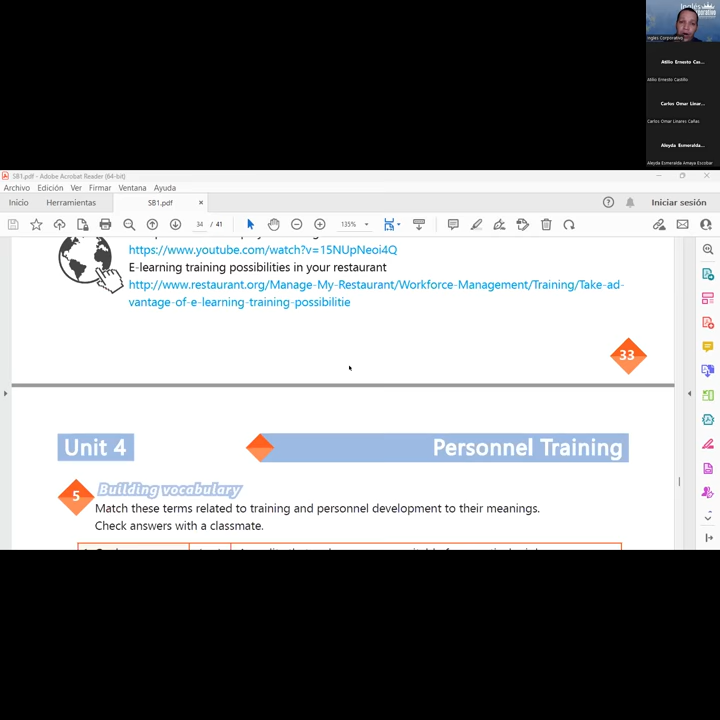 Inglés Corporativo
Atilio Ernesto Cas...
Atilio Ernesto Castillo
Carlos Omar Linar...
Carlos Omar Linares Cañas
Aleyda Esmeralda...
Aleyda Esmeralda Amaya Escobar
SB1.pdf - Adobe Acrobat Reader (64-bit)
Archivo Edición Ver Firmar Ventana Ayuda
Inicio Herramientas SB1.pdf × Iniciar sesión
34 / 41 135%
https://www.youtube.com/watch?v=15NUpNeoi4Q
E-learning training possibilities in your restaurant
http://www.restaurant.org/Manage-My-Restaurant/Workforce-Management/Training/Take-ad-
vantage-of-e-learning-training-possibilitie
33
Unit 4 Personnel Training
5 Building vocabulary
Match these terms related to training and personnel development to their meanings.
Check answers with a classmate.